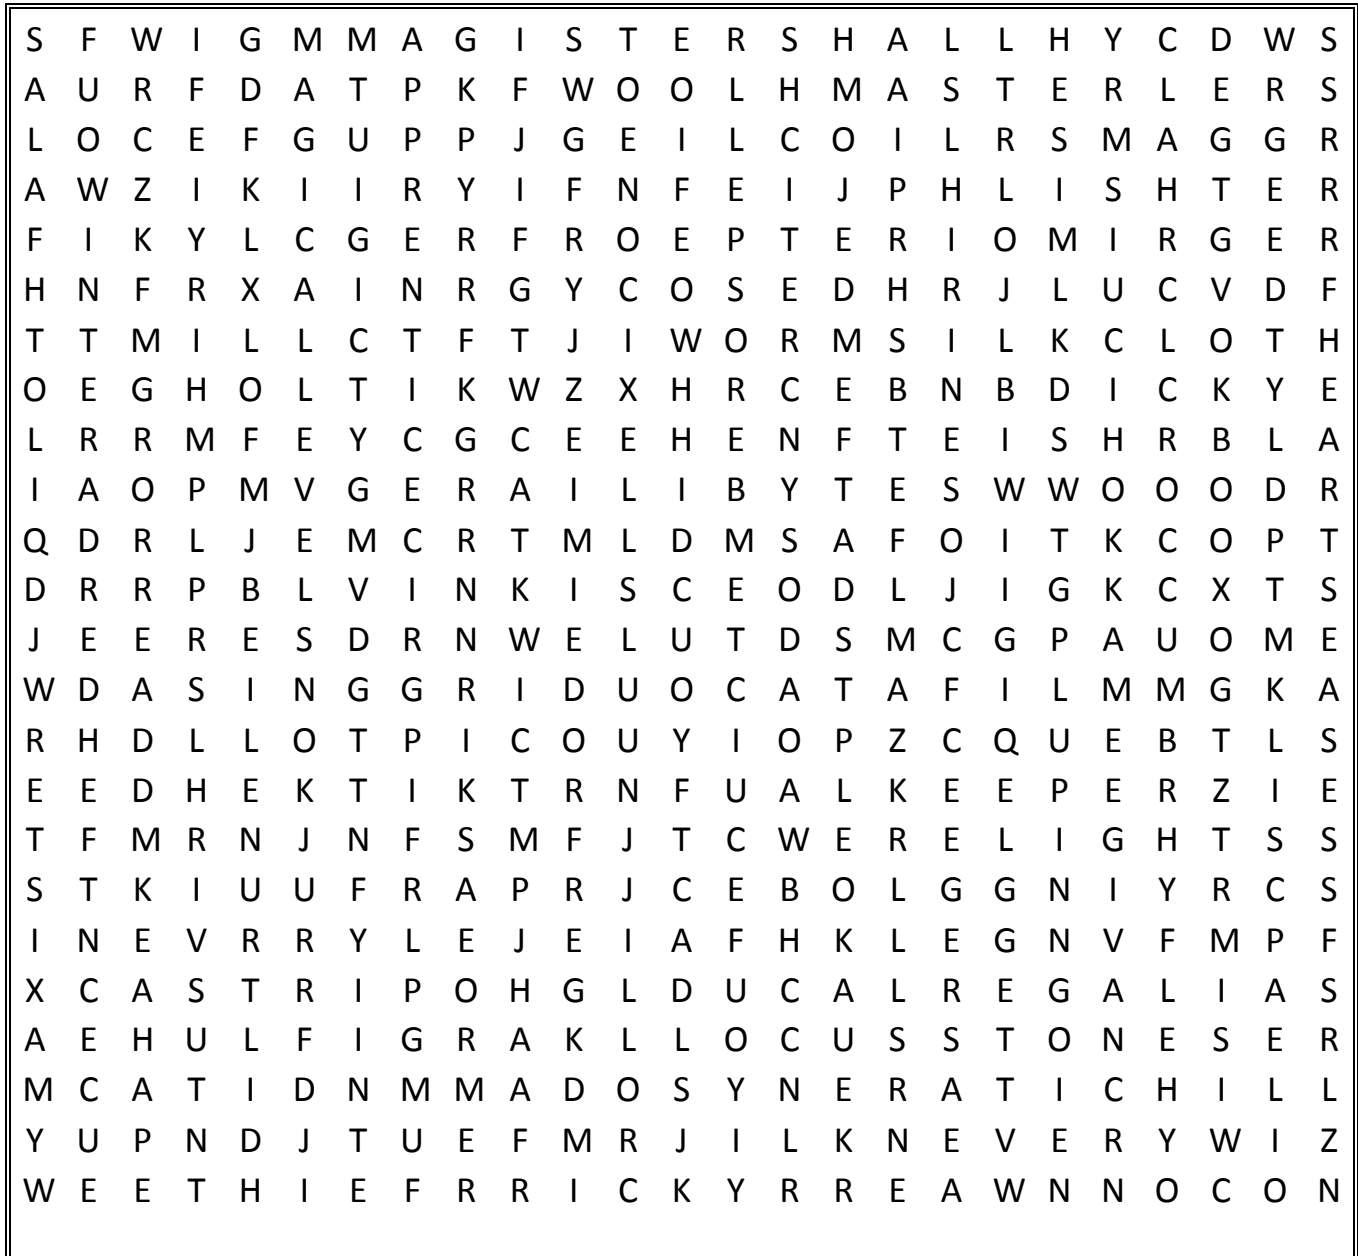 S F W I G M M A G I S T E R S H A L L H Y C D W S
A U R F D A T P K F W O O L H M A S T E R L E R S
L O C E F G U P P J G E I L C O I L R S M A G G R
A W Z I K I I R Y I F N F E I J P H L I S H T E R
F I K Y L C G E R F R O E P T E R I O M I R G E R
H N F R X A I N R G Y C O S E D H R J L U C V D F
T T M I L L C T F T J I W O R M S I L K C L O T H
O E G H O L T I K W Z X H R C E B N B D I C K Y E
L R R M F E Y C G C E E H E N F T E I S H R B L A
I A O P M V G E R A I L I B Y T E S W W O O O D R
Q D R L J E M C R T M L D M S A F O I T K C O P T
D R R P B L V I N K I S C E O D L J I G K C X T S
J E E R E S D R N W E L U T D S M C G P A U O M E
W D A S I N G G R I D U O C A T A F I L M M G K A
R H D L L O T P I C O U Y I O P Z C Q U E B T L S
E E D H E K T I K T R N F U A L K E E P E R Z I E
T F M R N J N F S M F J T C W E R E L I G H T S S
S T K I U U F R A P R J C E B O L G G N I Y R C S
I N E V R R Y L E J E I A F H K L E G N V F M P F
X C A S T R I P O H G L D U C A L R E G A L I A S
A E H U L F I G R A K L L O C U S S T O N E S E R
M C A T I D N M M A D O S Y N E R A T I C H I L L
Y U P N D J T U E F M R J I L K N E V E R Y W I Z
W E E T H I E F R R I C K Y R R E A W N N O C O N